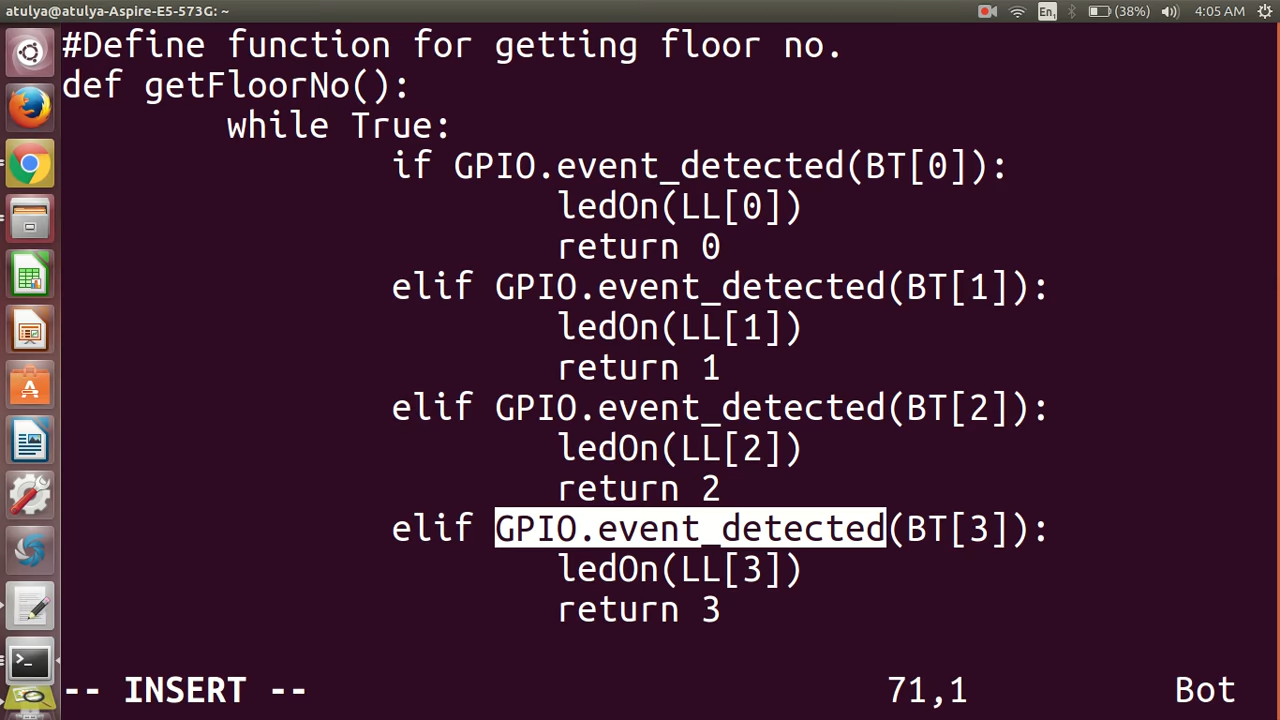 atulya@atulya-Aspire-E5-573G: ~
En1 (38%) 4:05 AM
#Define function for getting floor no.
def getFloorNo():
while True:
if GPIO.event_detected(BT[0]):
ledOn(LL[0])
return 0
elif GPIO.event_detected(BT[1]):
ledOn(LL[1])
return 1
elif GPIO.event_detected(BT[2]):
ledOn(LL[2])
return 2
elif GPIO.event_detected(BT[3]):
ledOn(LL[3])
return 3
-- INSERT -- 71,1 Bot